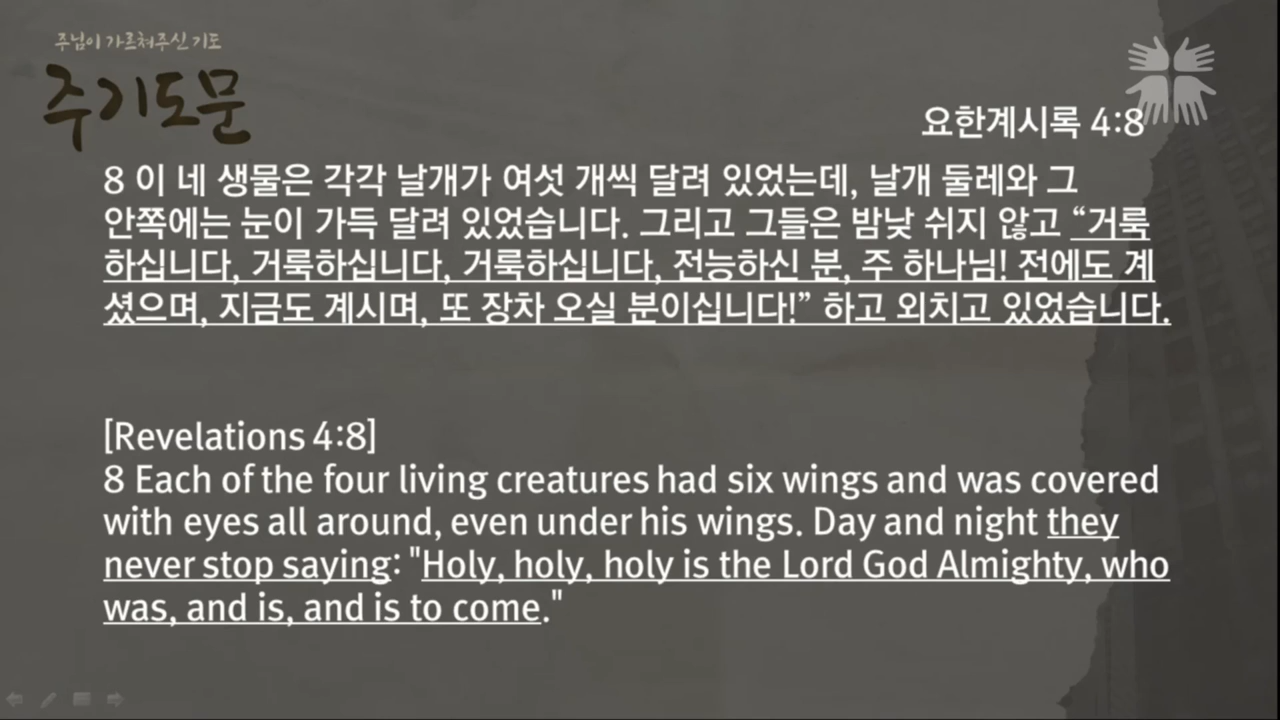 주님이 가르쳐주신 기도
주기도문
요한계시록 4:8
8 이 네 생물은 각각 날개가 여섯 개씩 달려 있었는데, 날개 둘레와 그
안쪽에는 눈이 가득 달려 있었습니다. 그리고 그들은 밤낮 쉬지 않고 “거룩
하십니다, 거룩하십니다, 거룩하십니다, 전능하신 분, 주 하나님! 전에도 계
셨으며, 지금도 계시며, 또 장차 오실 분이십니다!” 하고 외치고 있었습니다.
[Revelations 4:8]
8 Each of the four living creatures had six wings and was covered
with eyes all around, even under his wings. Day and night they
never stop saying: "Holy, holy, holy is the Lord God Almighty, who
was, and is, and is to come."